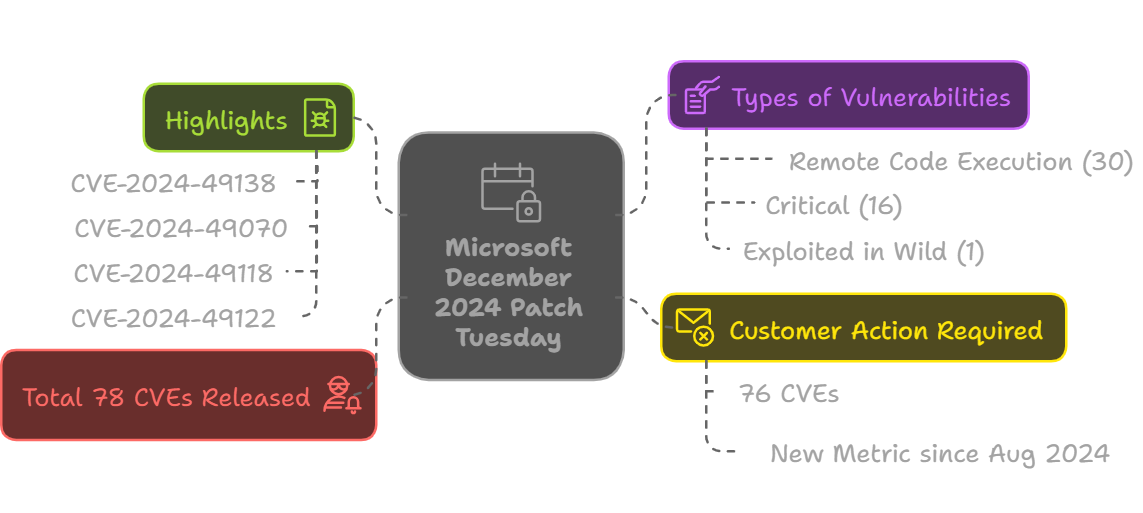 Highlights
CVE-2024-49138
CVE-2024-49070
CVE-2024-49118
CVE-2024-49122
Total 78 CVEs Released
Microsoft
December
2024 Patch
Tuesday
Types of Vulnerabilities
Remote Code Execution (30)
Critical (16)
Exploited in Wild (1)
Customer Action Required
76 CVEs
New Metric since Aug 2024